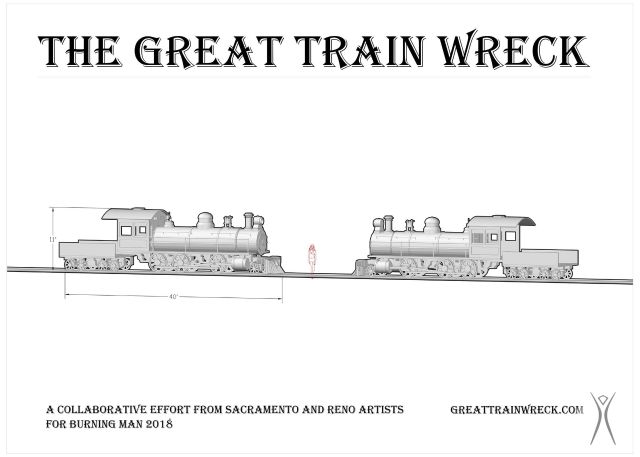 THE GREAT TRAIN WRECK
11'
40'
A COLLABORATIVE EFFORT FROM SACRAMENTO AND RENO ARTISTS
FOR BURNING MAN 2018
GREATTRAINWRECK.COM